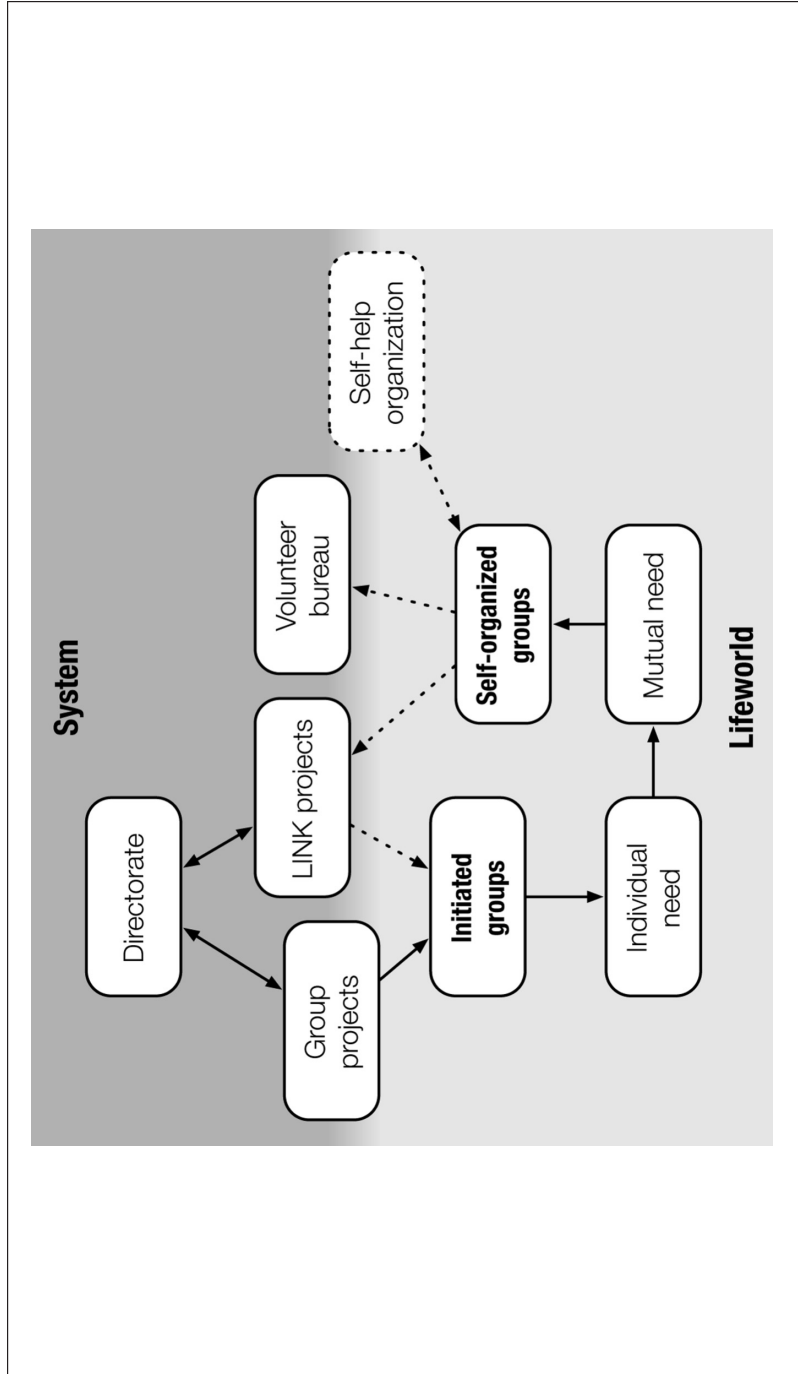 System
Directorate
Group
projects
LINK projects
Volunteer
bureau
Self-help
organization
Initiated
groups
Self-organized
groups
Individual
need
Mutual need
Lifeworld